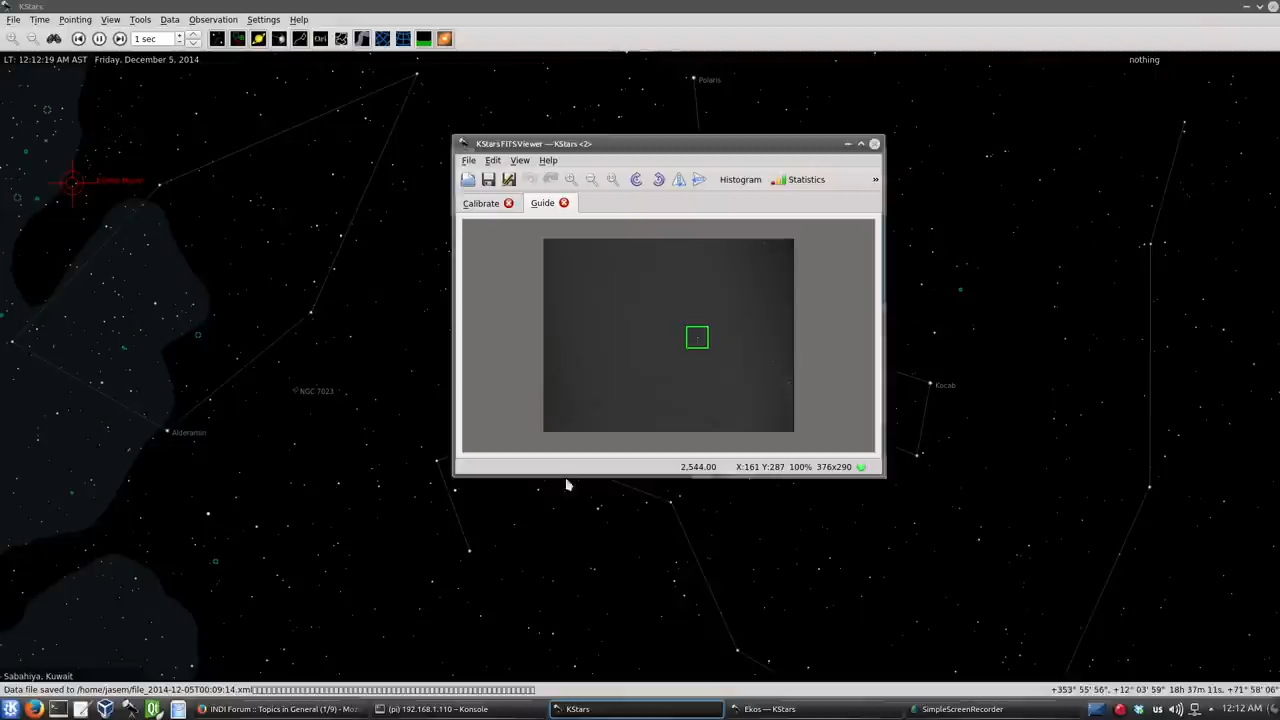 KStars
File Time Pointing View Tools Data Observation Settings Help
1 sec
LT: 12:12:19 AM AST Friday, December 5, 2014
nothing
Polaris
KStars FITS Viewer — KStars <2>
File Edit View Help
Histogram Statistics »
Calibrate Guide
NGC 7023
Kocab
Alderamin
2,544.00 X:161 Y:287 100% 376x290
Sabahiya, Kuwait
Data file saved to /home/jasem/file_2014-12-05T00:09:14.xml
+353° 55' 56", +12° 03' 59" 18h 37m 11s, +71° 58' 06"
INDI Forum :: Topics in General (1/9) - Moz
(pi) 192.168.1.110 — Konsole
KStars
Ekos — KStars
SimpleScreenRecorder
us
12:12 AM